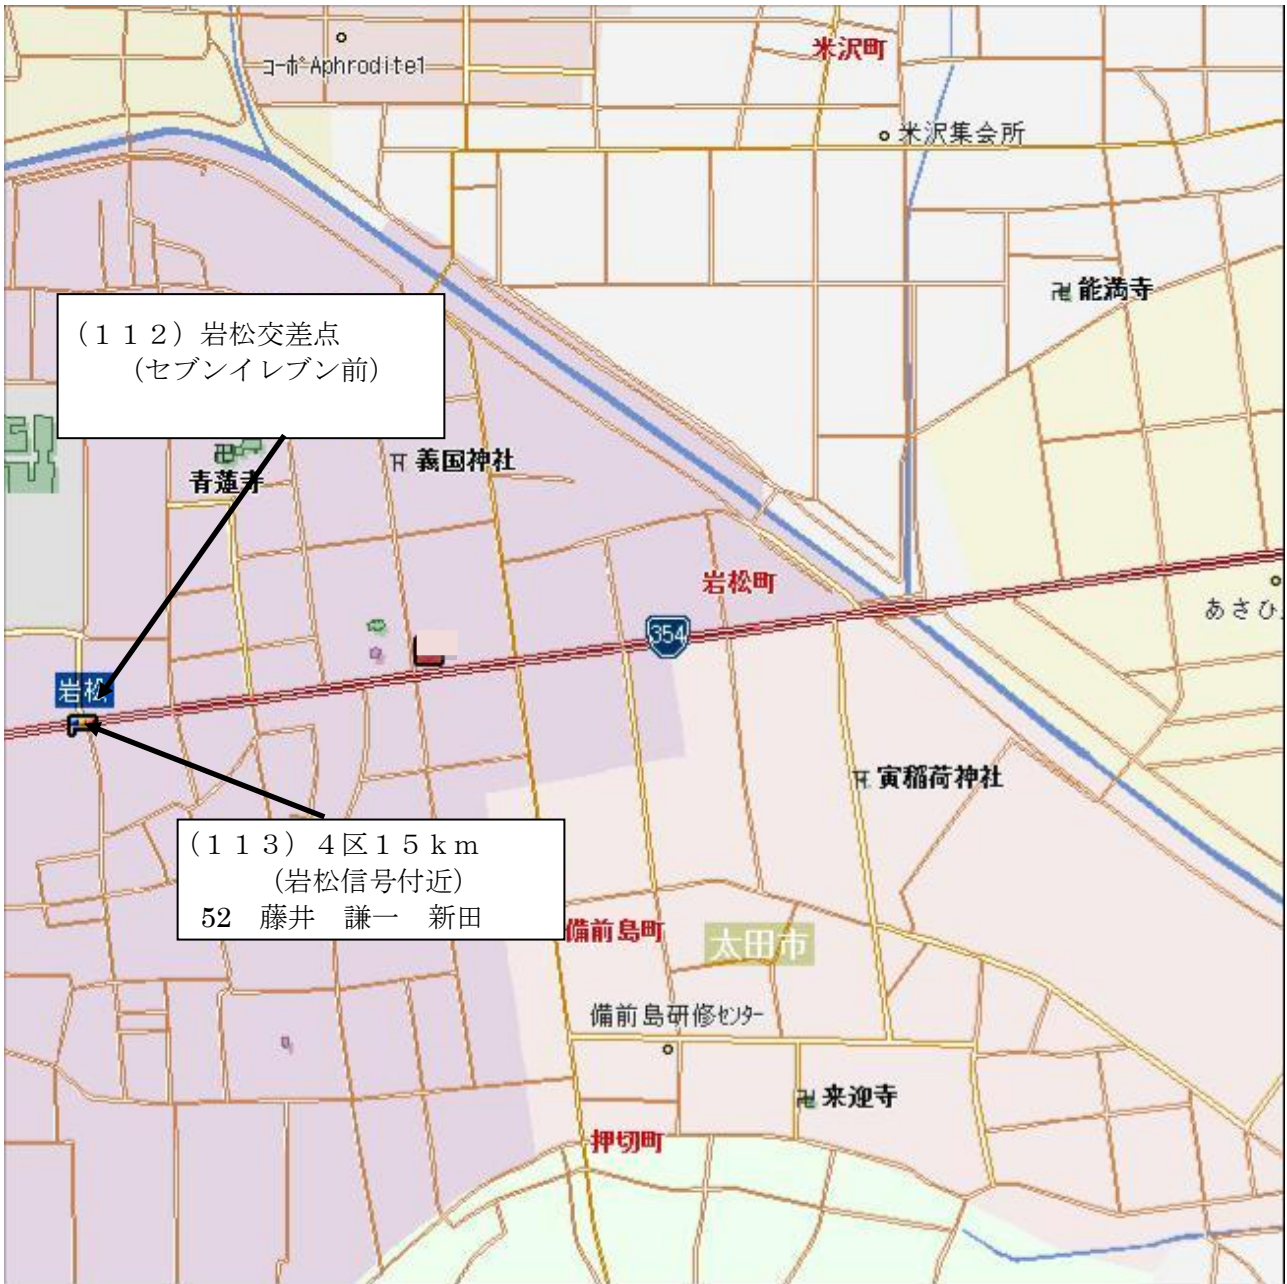 米沢町
コーポAphrodite1
米沢集会所
能満寺
（１１２）岩松交差点
（セブンイレブン前）
青蓮寺
義国神社
岩松町
あさひ
354
岩松
寅稲荷神社
（１１３）４区１５ｋｍ
（岩松信号付近）
52　藤井　謙一　新田
備前島町
太田市
備前島研修センター
来迎寺
押切町